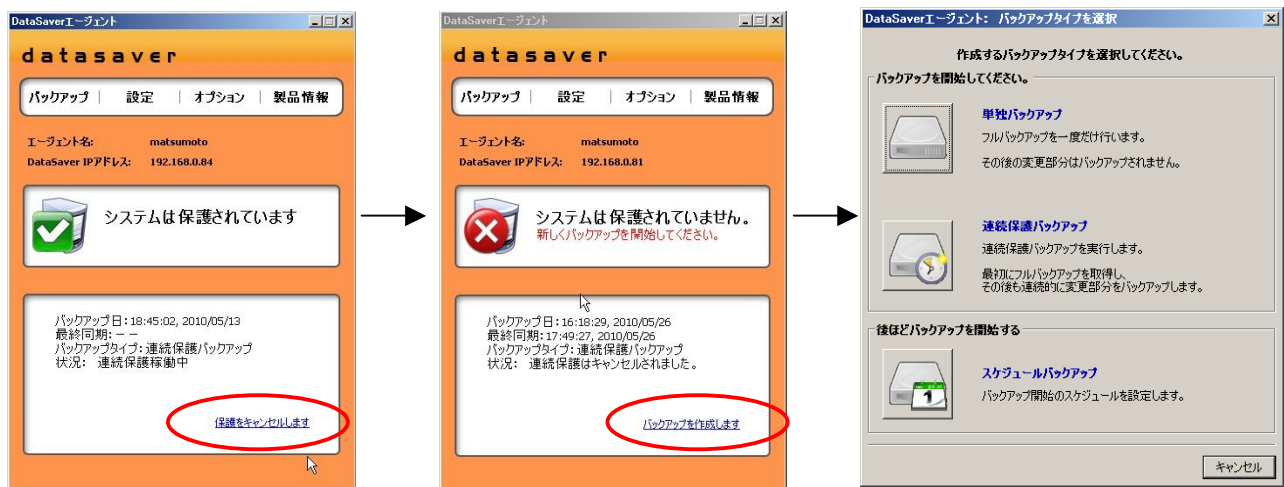 DataSaverエージェント
datasaver
バックアップ | 設定 | オプション | 製品情報
エージェント名: matsumoto
DataSaver IPアドレス: 192.168.0.84
システムは保護されています
バックアップ日:18:45:02, 2010/05/13
最終同期:－－
バックアップタイプ:連続保護バックアップ
状況: 連続保護稼働中
保護をキャンセルします
DataSaverエージェント
datasaver
バックアップ | 設定 | オプション | 製品情報
エージェント名: matsumoto
DataSaver IPアドレス: 192.168.0.81
システムは保護されていません。
新しくバックアップを開始してください。
バックアップ日:16:18:29, 2010/05/26
最終同期:17:49:27, 2010/05/26
バックアップタイプ:連続保護バックアップ
状況: 連続保護はキャンセルされました。
バックアップを作成します
DataSaverエージェント: バックアップタイプを選択
作成するバックアップタイプを選択してください。
バックアップを開始してください。
単独バックアップ
フルバックアップを一度だけ行います。
その後の変更部分はバックアップされません。
連続保護バックアップ
連続保護バックアップを実行します。
最初にフルバックアップを取得し、
その後も連続的に変更部分をバックアップします。
後ほどバックアップを開始する
スケジュールバックアップ
1
バックアップ開始のスケジュールを設定します。
キャンセル